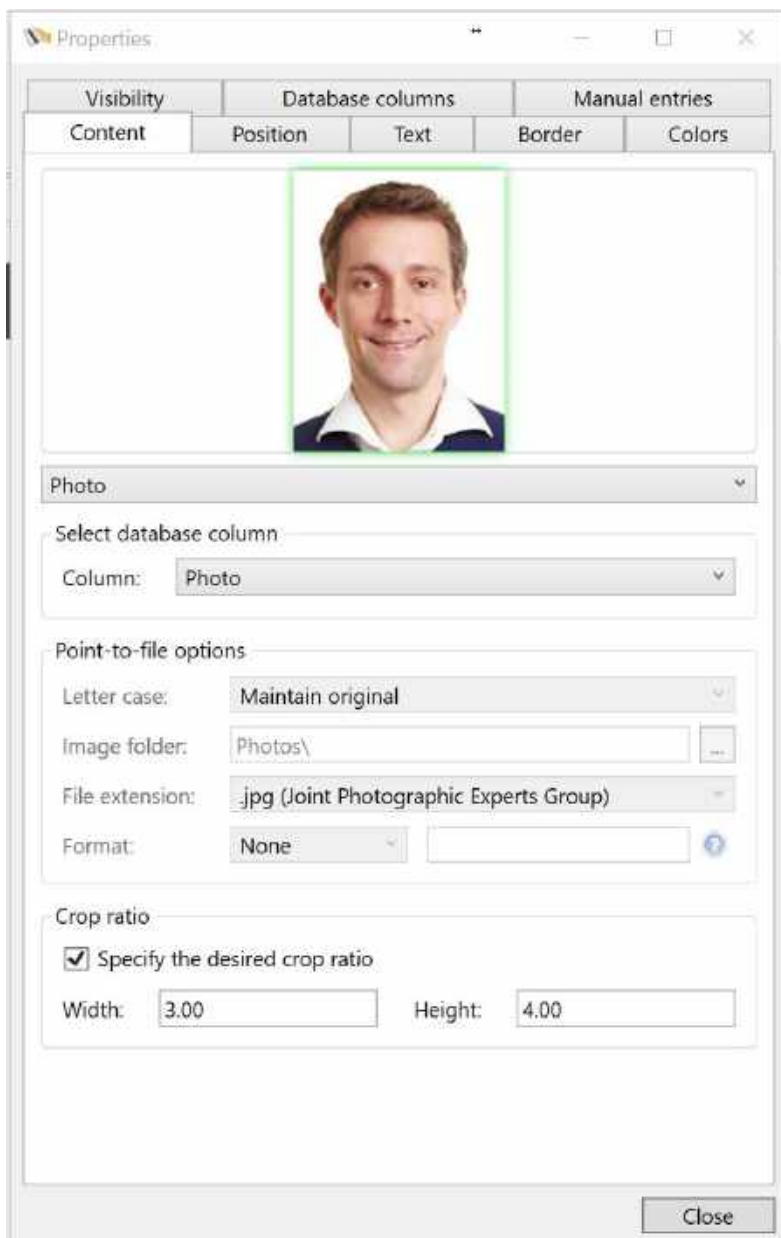 Properties
Visibility Database columns Manual entries
Content Position Text Border Colors
Photo
Select database column
Column: Photo
Point-to-file options
Letter case: Maintain original
Image folder: Photos\ ...
File extension: .jpg (Joint Photographic Experts Group)
Format: None
Crop ratio
Specify the desired crop ratio
Width: 3.00 Height: 4.00
Close